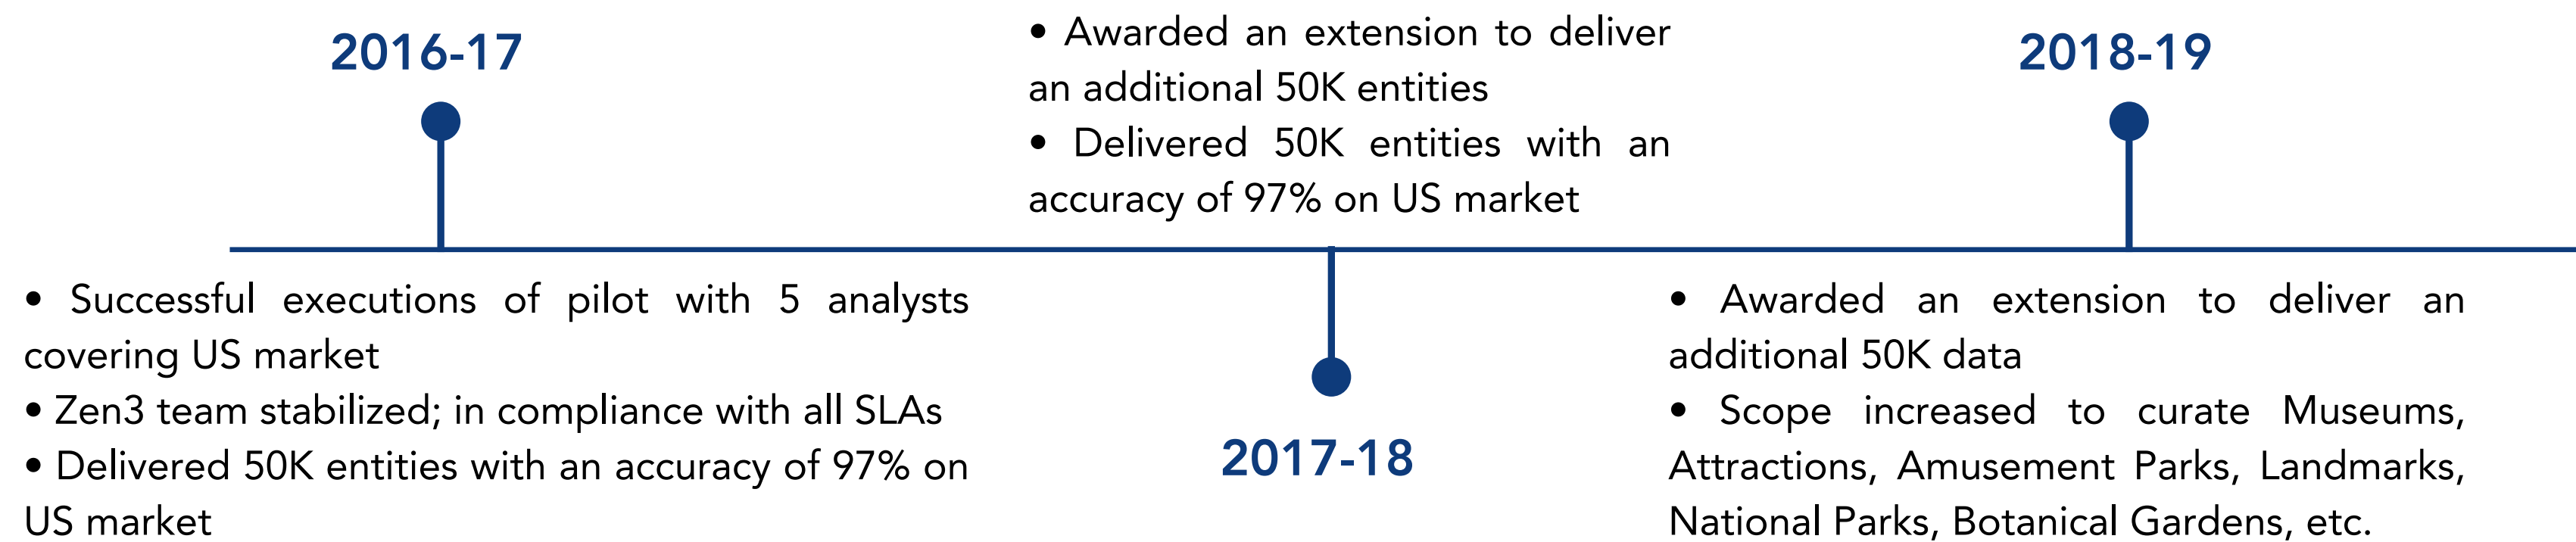 2016-17
• Successful executions of pilot with 5 analysts
covering US market
• Zen3 team stabilized; in compliance with all SLAs
• Delivered 50K entities with an accuracy of 97% on
US market
• Awarded an extension to deliver
an additional 50K entities
• Delivered 50K entities with an
accuracy of 97% on US market
2017-18
2018-19
• Awarded an extension to deliver an
additional 50K data
• Scope increased to curate Museums,
Attractions, Amusement Parks, Landmarks,
National Parks, Botanical Gardens, etc.